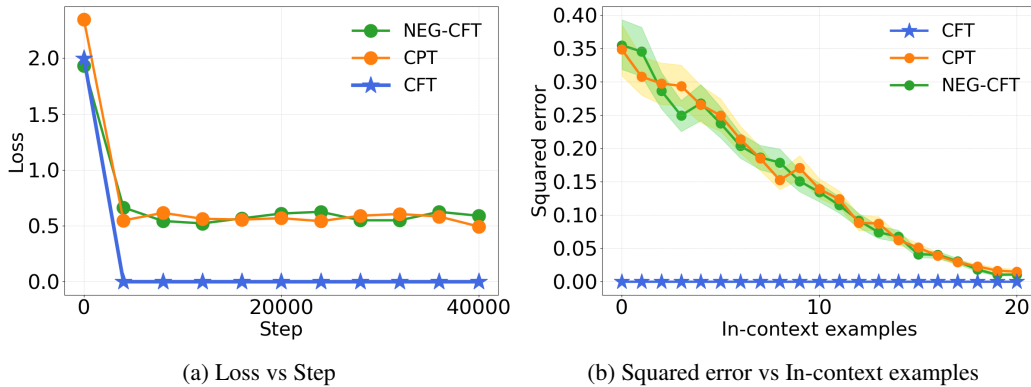 NEG-CFT
CPT
CFT
2.0
1.5
1.0
0.5
0.0
Loss
0
20000
40000
Step
(a) Loss vs Step
CFT
CPT
NEG-CFT
0.40
0.35
0.30
0.25
0.20
0.15
0.10
0.05
0.00
Squared error
0
10
20
In-context examples
(b) Squared error vs In-context examples